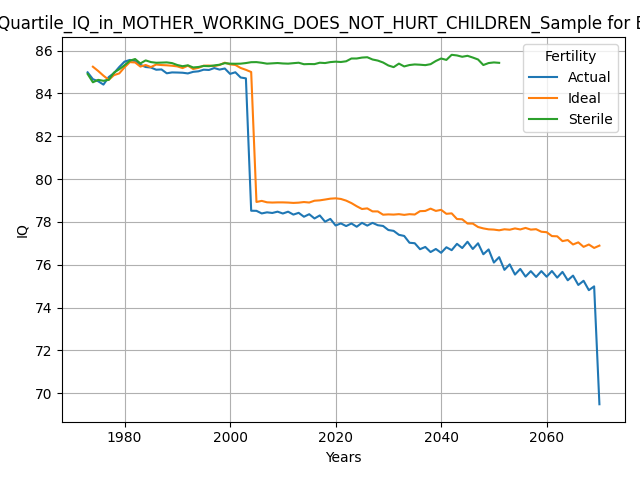 Quartile_IQ_in_MOTHER_WORKING_DOES_NOT_HURT_CHILDREN_Sample for
86
84
82
80
78
76
74
72
70
IQ
1980
2000
2020
2040
2060
Years
Fertility
Actual
Ideal
Sterile